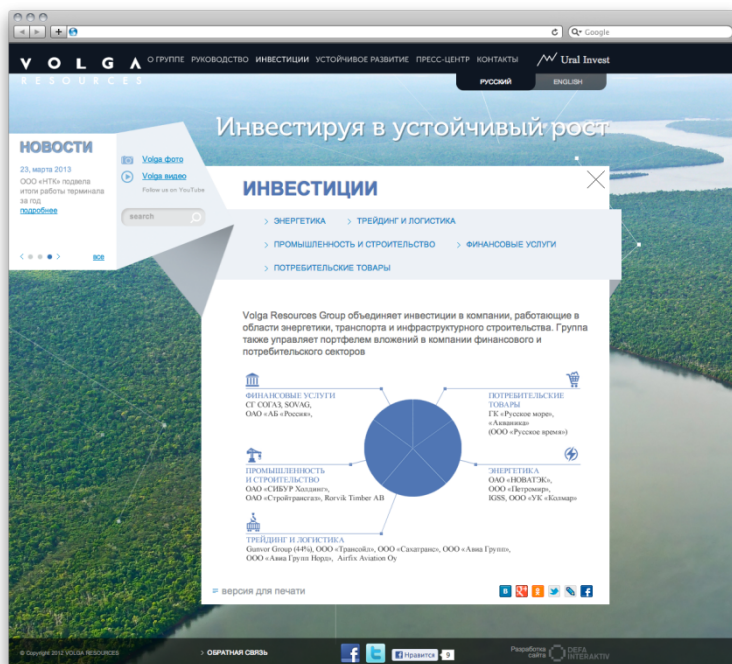 Google
VOLGA
RESOURCES
О ГРУППЕ РУКОВОДСТВО ИНВЕСТИЦИИ УСТОЙЧИВОЕ РАЗВИТИЕ ПРЕСС-ЦЕНТР КОНТАКТЫ
Ural Invest
РУССКИЙ ENGLISH
Инвестируя в устойчивый рост
НОВОСТИ
23, марта 2013
ООО «НТК» подвела
итоги работы терминала
за год
подробнее
все
Volga фото
Volga видео
Follow us on YouTube
search
ИНВЕСТИЦИИ
ЭНЕРГЕТИКА ТРЕЙДИНГ И ЛОГИСТИКА
ПРОМЫШЛЕННОСТЬ И СТРОИТЕЛЬСТВО ФИНАНСОВЫЕ УСЛУГИ
ПОТРЕБИТЕЛЬСКИЕ ТОВАРЫ
Volga Resources Group объединяет инвестиции в компании, работающие в
области энергетики, транспорта и инфраструктурного строительства. Группа
также управляет портфелем вложений в компании финансового и
потребительского секторов
ФИНАНСОВЫЕ УСЛУГИ
СГ СОГАЗ, SOVAG,
ОАО «АБ «Россия»,
ПОТРЕБИТЕЛЬСКИЕ
ТОВАРЫ
ГК «Русское море»,
«Акваника»
(ООО «Русское время»)
ПРОМЫШЛЕННОСТЬ
И СТРОИТЕЛЬСТВО
ОАО «СИБУР Холдинг»,
ОАО «Стройтрансгаз», Rorvik Timber AB
ЭНЕРГЕТИКА
ОАО «НОВАТЭК»,
ООО «Петромир»,
IGSS, ООО «УК «Колмар»
ТРЕЙДИНГ И ЛОГИСТИКА
Gunvor Group (44%), ООО «Трансойл», ООО «Сахатранс», ООО «Авиа Групп»,
ООО «Авиа Групп Норд», Airfix Aviation Oy
версия для печати
© Copyright 2012 VOLGA RESOURCES
ОБРАТНАЯ СВЯЗЬ
Нравится 9
Разработка
сайта
DEFA
INTERAKTIV